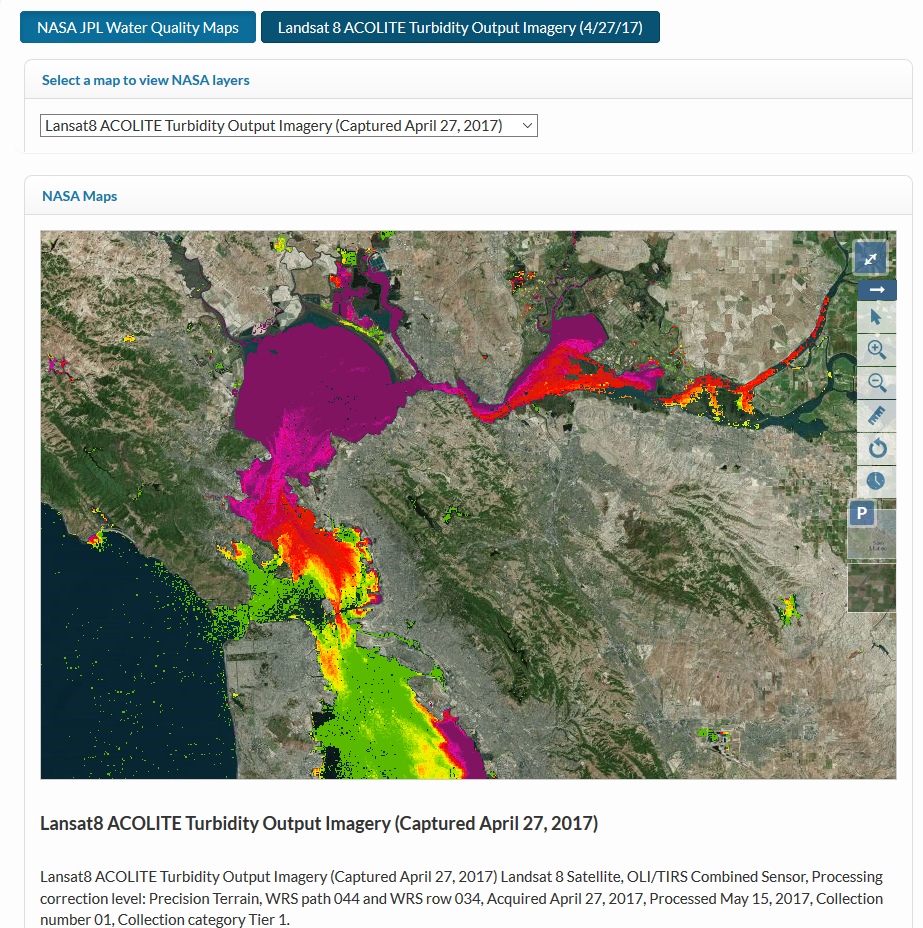 NASA JPL Water Quality Maps
Landsat 8 ACOLITE Turbidity Output Imagery (4/27/17)
Select a map to view NASA layers
Lansat8 ACOLITE Turbidity Output Imagery (Captured April 27, 2017)
NASA Maps
P
Lansat8 ACOLITE Turbidity Output Imagery (Captured April 27, 2017)
Lansat8 ACOLITE Turbidity Output Imagery (Captured April 27, 2017) Landsat 8 Satellite, OLI/TIRS Combined Sensor, Processing
correction level: Precision Terrain, WRS path 044 and WRS row 034, Acquired April 27, 2017, Processed May 15, 2017, Collection
number 01, Collection category Tier 1.